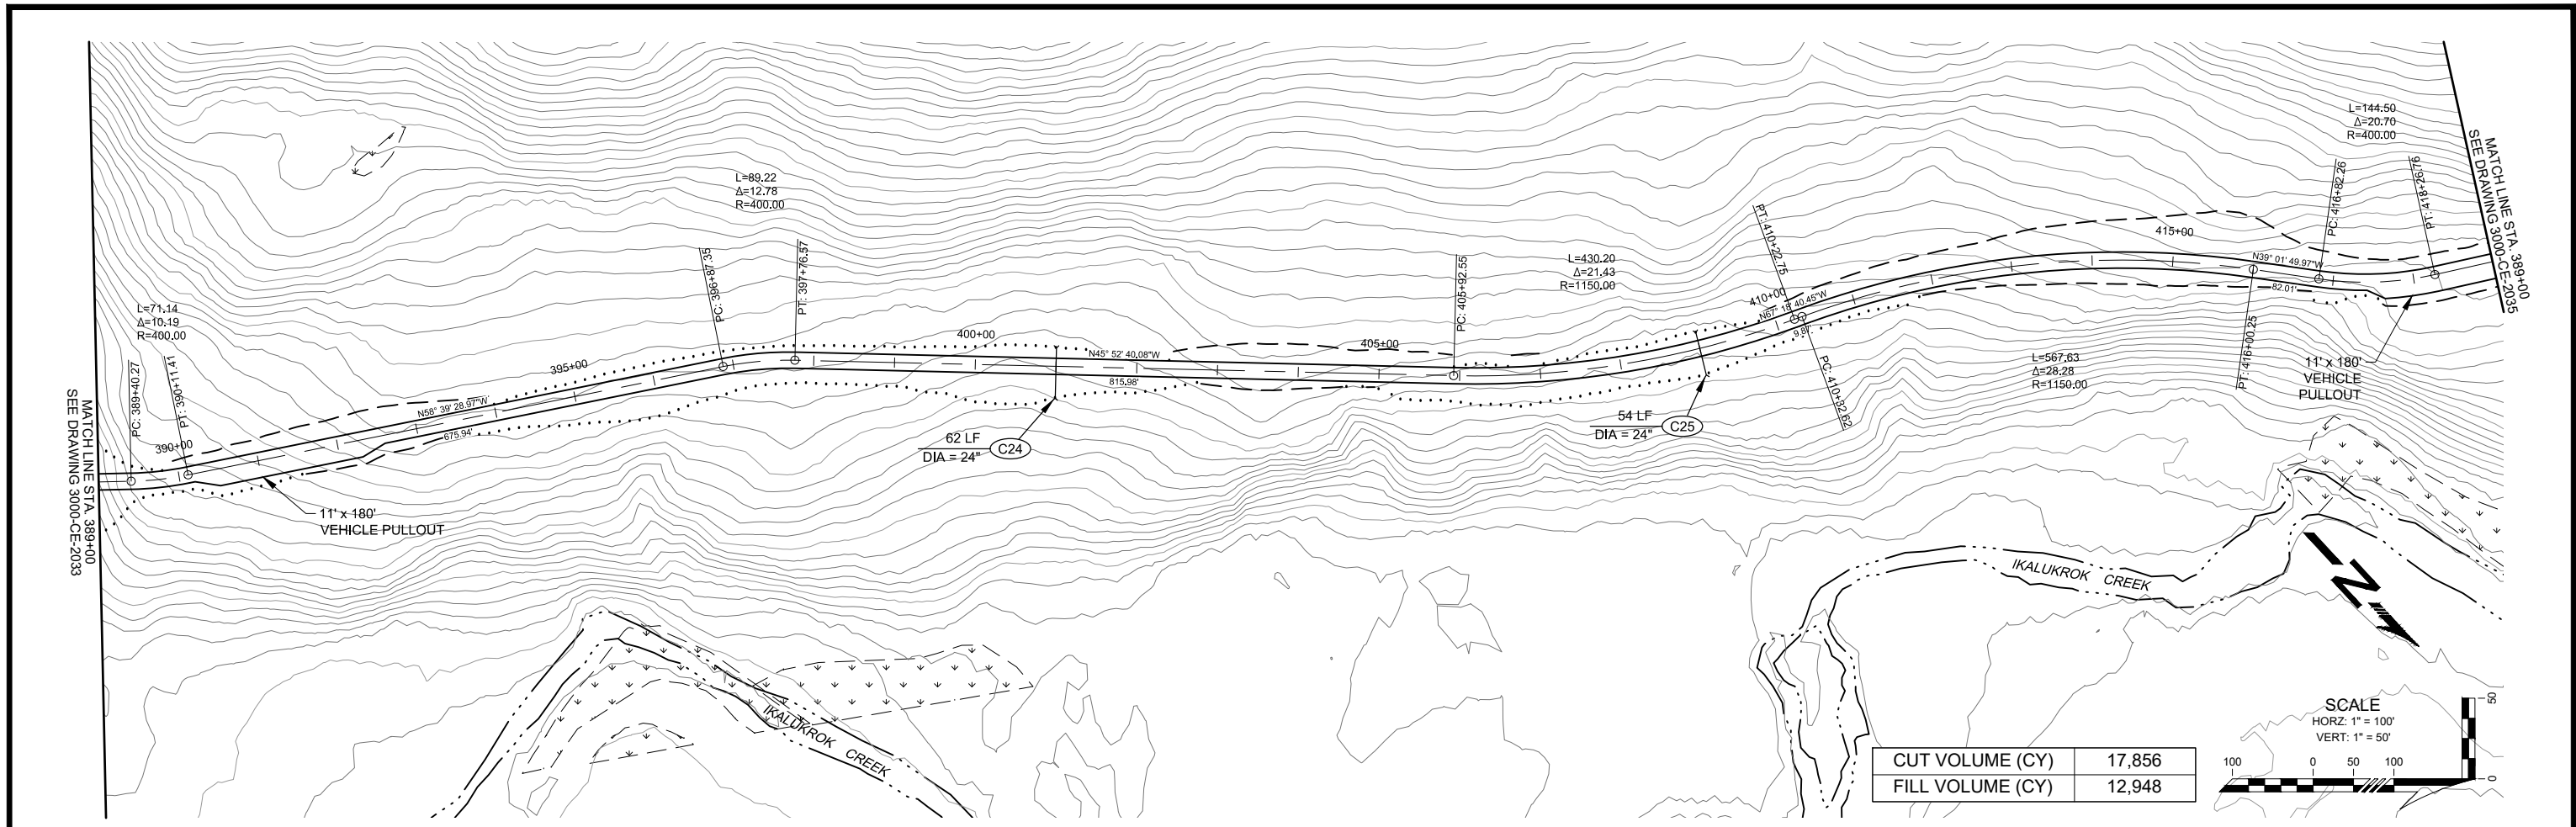 MATCH LINE STA. 389+00
SEE DRAWING 3000-CE-2033
L=71.14
Δ=10.19
R=400.00
PC: 389+40.27
PT: 390+11.41
390+00
11' x 180'
VEHICLE PULLOUT
N58° 39' 28.97"W
675.94'
395+00
L=89.22
Δ=12.78
R=400.00
PC: 396+87.35
PT: 397+76.57
400+00
62 LF
DIA = 24"
C24
N45° 52' 40.08"W
815.98'
405+00
PC: 405+92.55
L=430.20
Δ=21.43
R=1150.00
54 LF
DIA = 24"
C25
PT: 410+22.75
410+00
N67° 18' 40.45"W
9.87'
PC: 410+32.62
L=567.63
Δ=28.28
R=1150.00
415+00
PT: 416+00.25
N39° 01' 49.97"W
82.01'
PC: 416+82.26
PT: 418+26.76
L=144.50
Δ=20.70
R=400.00
11' x 180'
VEHICLE
PULLOUT
MATCH LINE STA. 389+00
SEE DRAWING 3000-CE-2035
IKALUKROK CREEK
IKALUKROK CREEK
N
CUT VOLUME (CY) 17,856
FILL VOLUME (CY) 12,948
SCALE
HORZ: 1" = 100'
VERT: 1" = 50'
100 0 50 100
50
0